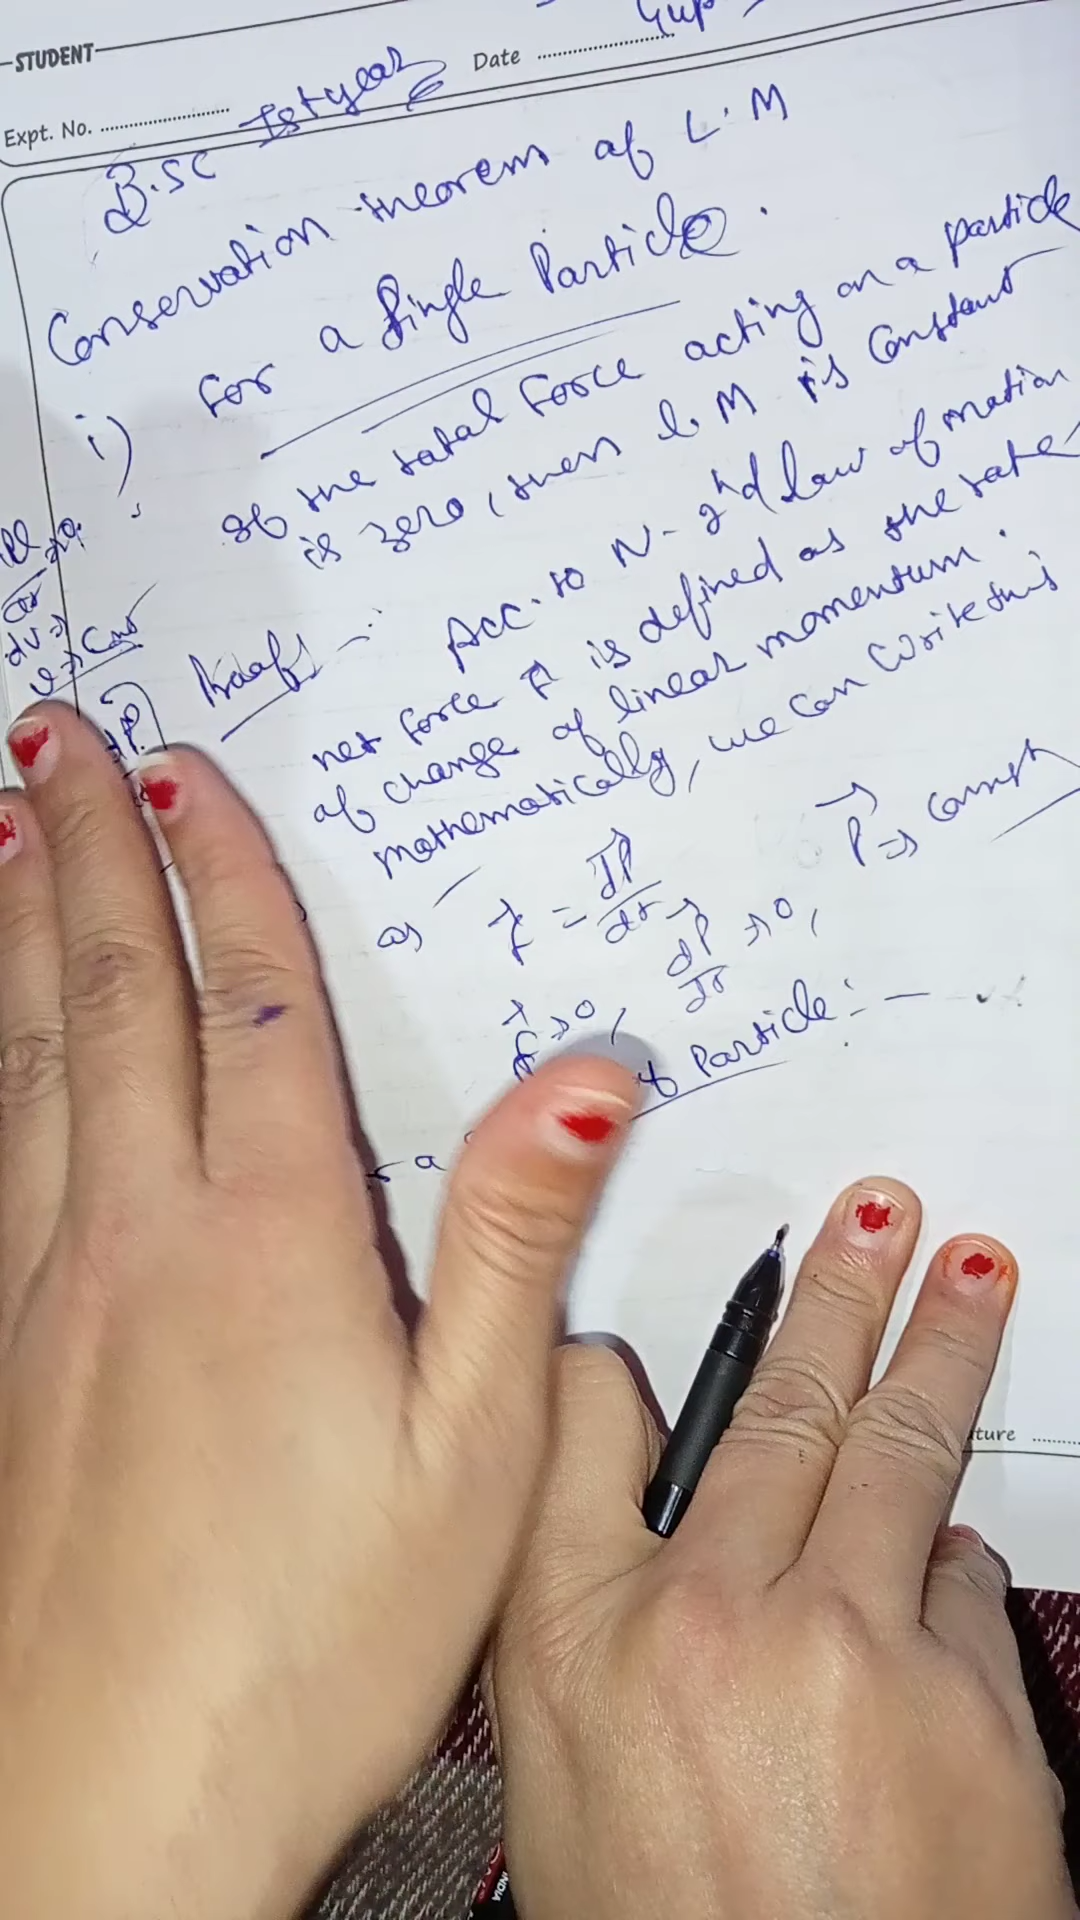 STUDENT
Date
Expt. No.
B.SC Ist year
Conservation theorem of L.M
i) for a Single Particle.
If the total force acting on a particle
is zero, then L.M is constant
Proof :- Acc. to N-2nd law of motion
net force F is defined as the rate
of change of linear momentum.
mathematically, we can write this
as F = dP/dt
P => const
F => 0, dP/dt => 0,
of Particle :-
a
ture